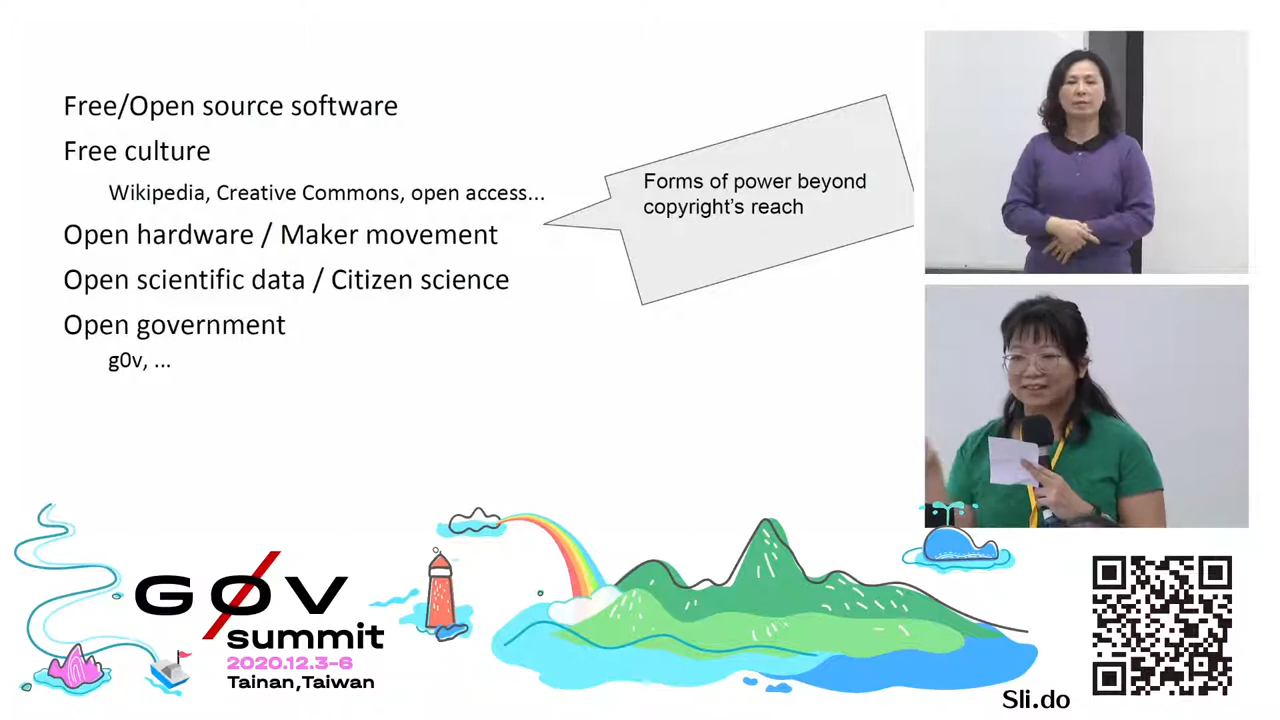 Free/Open source software
Free culture
Wikipedia, Creative Commons, open access...
Open hardware / Maker movement
Open scientific data / Citizen science
Open government
g0v, ...
Forms of power beyond
copyright's reach
G0V
summit
2020.12.3-6
Tainan,Taiwan
Sli.do